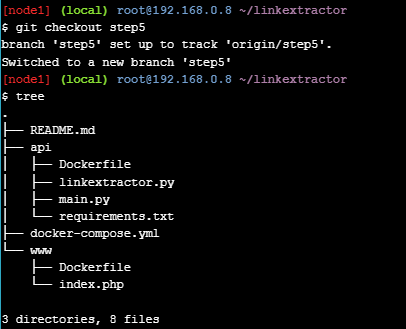 [node1] (local) root@192.168.0.8 ~/linkextractor
$ git checkout step5
branch 'step5' set up to track 'origin/step5'.
Switched to a new branch 'step5'
[node1] (local) root@192.168.0.8 ~/linkextractor
$ tree
.
├── README.md
├── api
│   ├── Dockerfile
│   ├── linkextractor.py
│   ├── main.py
│   └── requirements.txt
├── docker-compose.yml
└── www
    ├── Dockerfile
    └── index.php

3 directories, 8 files